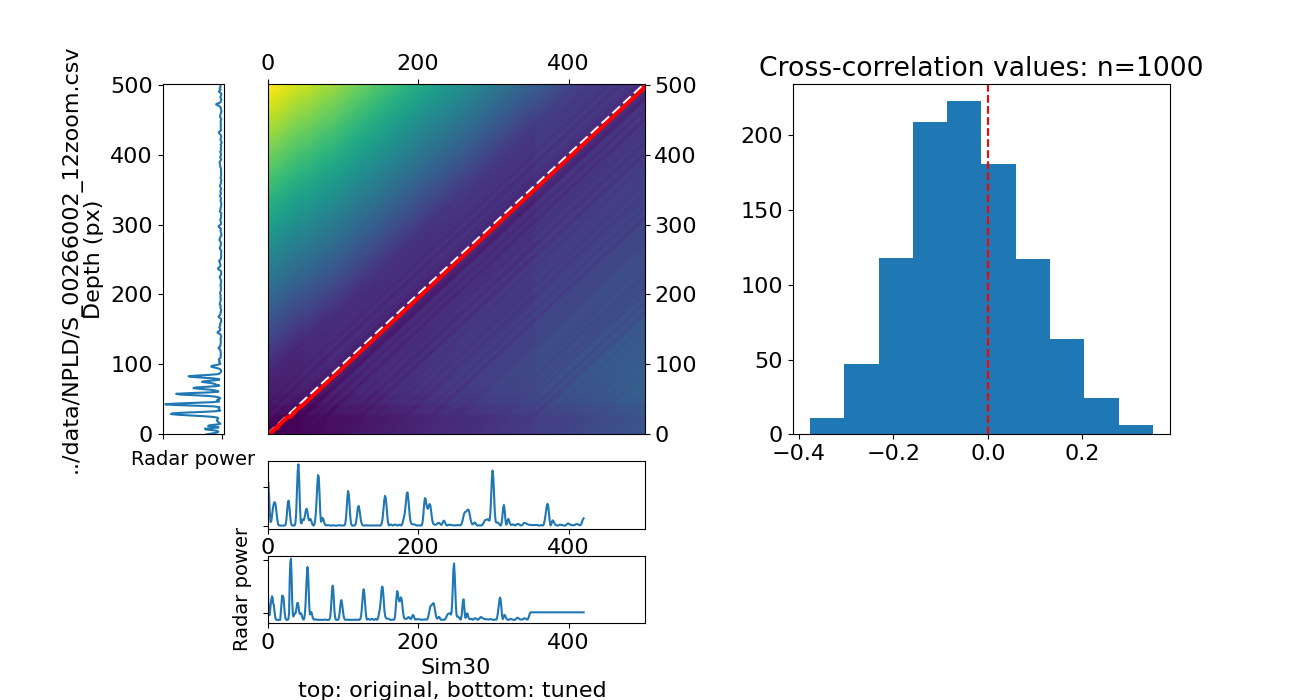 ../data/NPLD/S_00266002_12zoom.csv
Depth (px)
500
400
300
200
100
0
Radar power
0 200 400
500
400
300
200
100
0
0 200 400
Radar power
0 200 400
Sim30
top: original, bottom: tuned
Cross-correlation values: n=1000
200
150
100
50
0
−0.4 −0.2 0.0 0.2